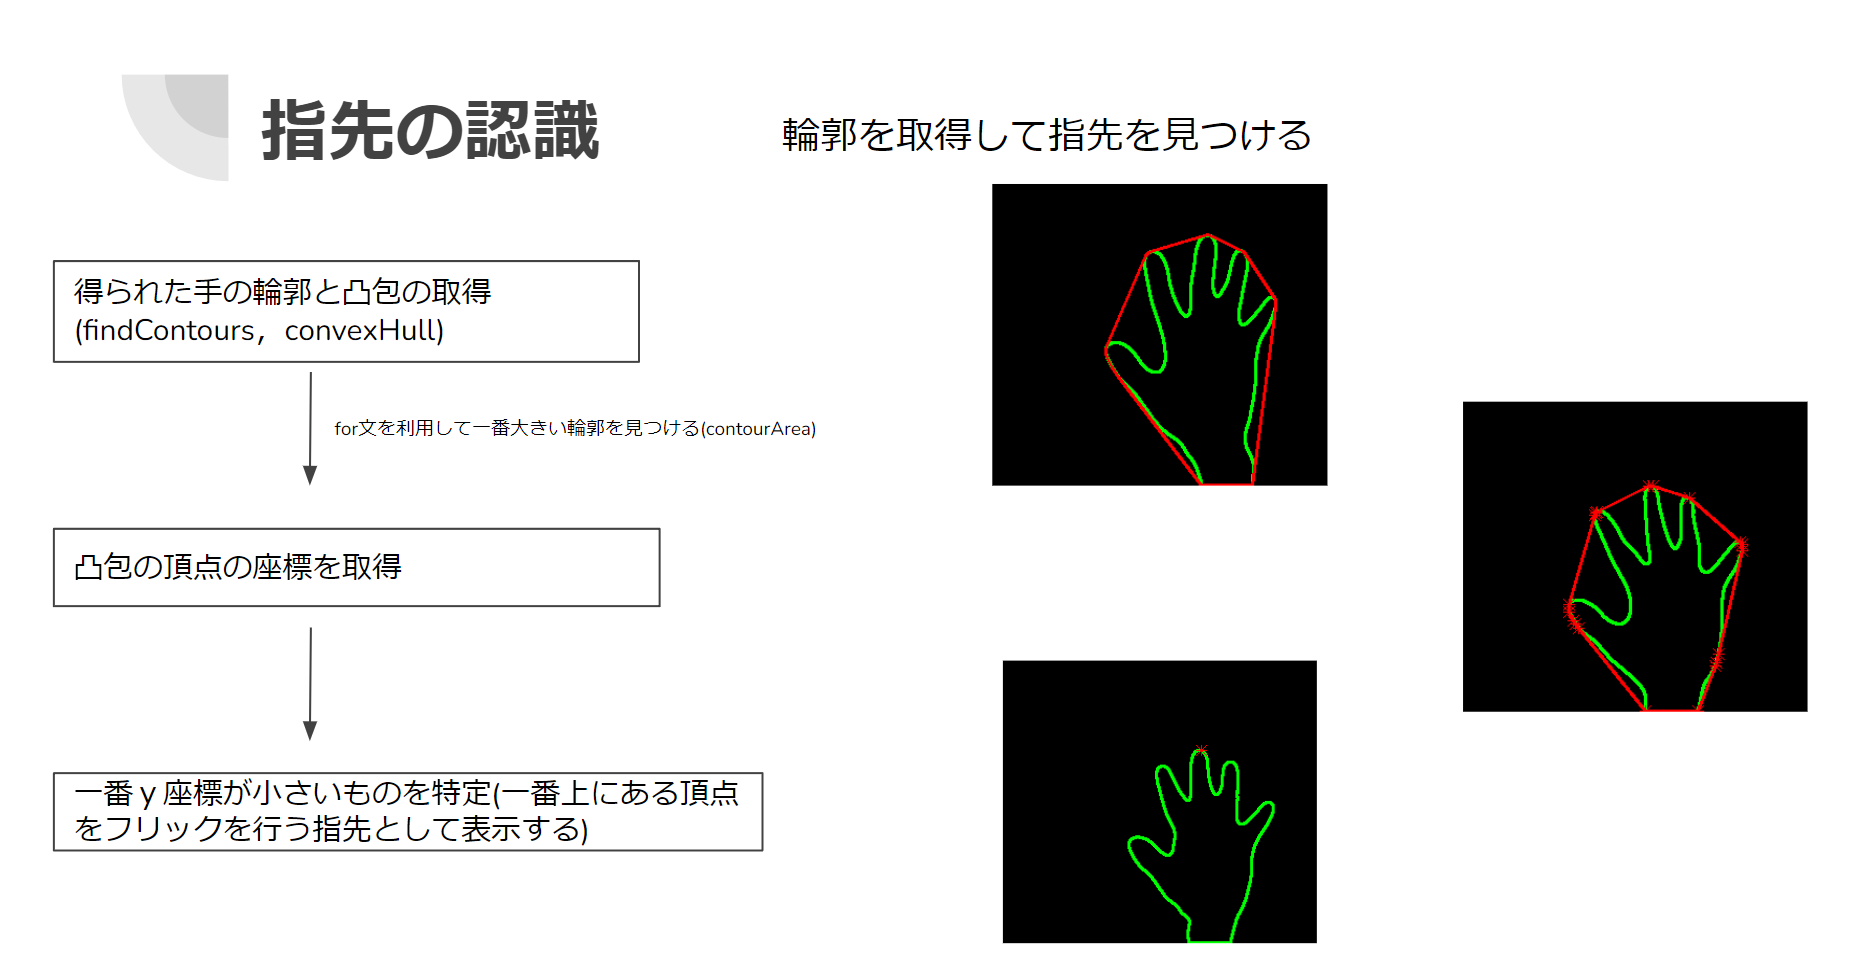 指先の認識
輪郭を取得して指先を見つける
得られた手の輪郭と凸包の取得
(findContours，convexHull)
for文を利用して一番大きい輪郭を見つける(contourArea)
凸包の頂点の座標を取得
一番ｙ座標が小さいものを特定(一番上にある頂点
をフリックを行う指先として表示する)